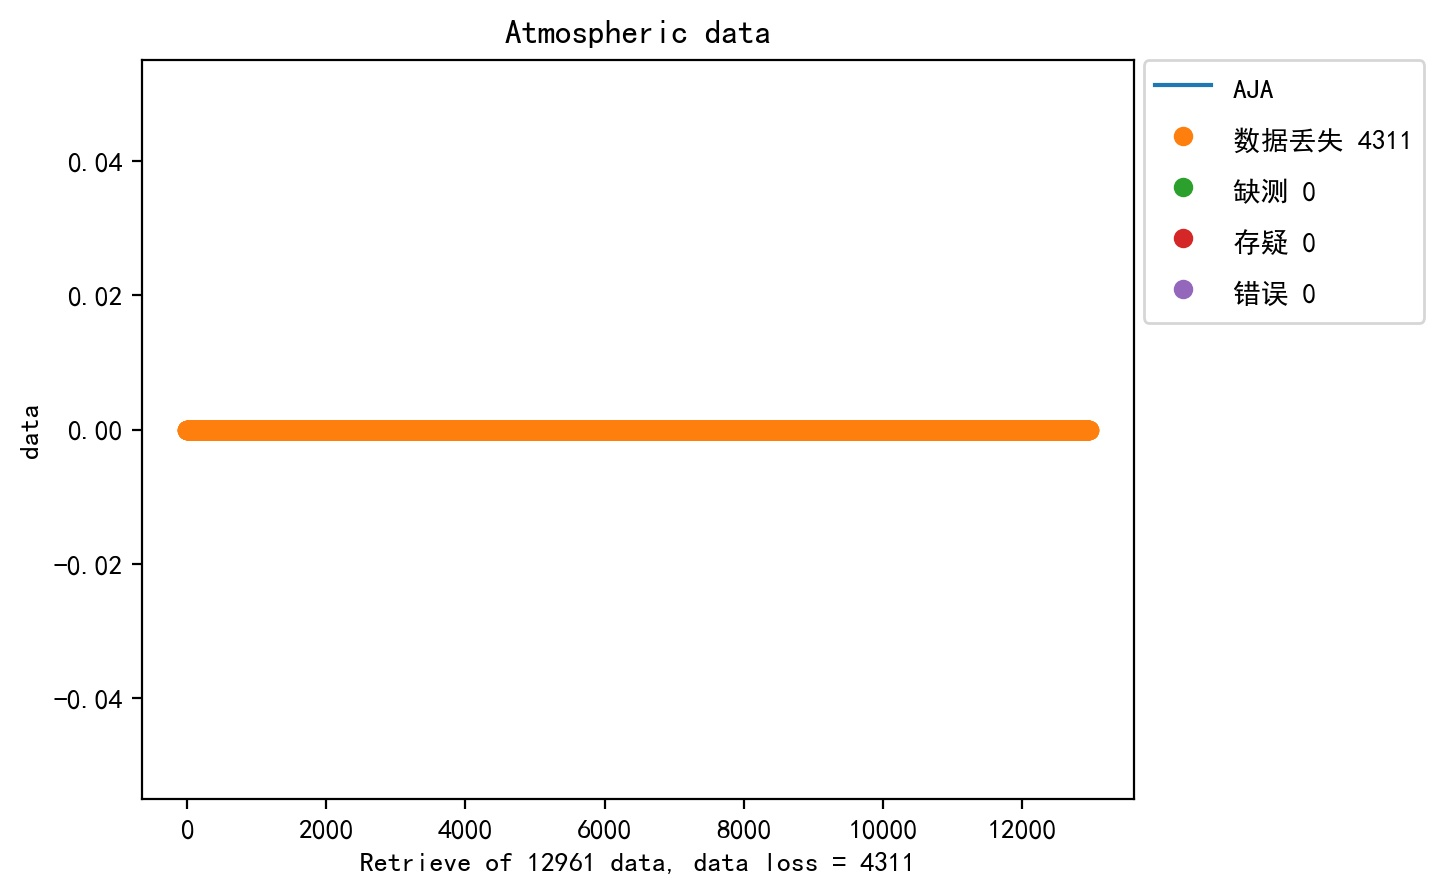 Atmospheric data
AJA
数据丢失 4311
缺测 0
存疑 0
错误 0
0.04
0.02
0.00
-0.02
-0.04
data
0 2000 4000 6000 8000 10000 12000
Retrieve of 12961 data, data loss = 4311